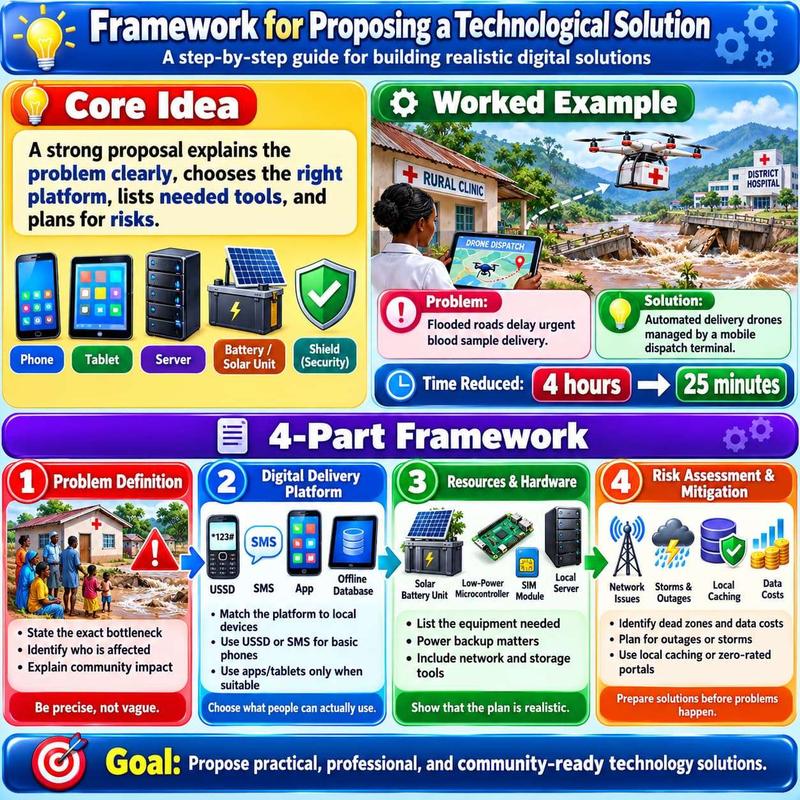 Framework for Proposing a Technological Solution
A step-by-step guide for building realistic digital solutions
Core Idea
A strong proposal explains the
problem clearly, chooses the right
platform, lists needed tools, and
plans for risks.
Phone
Tablet
Server
Battery /
Solar Unit
Shield
(Security)
Worked Example
RURAL CLINIC
DISTRICT
HOSPITAL
DRONE DISPATCH
Problem:
Flooded roads delay urgent
blood sample delivery.
Solution:
Automated delivery drones
managed by a mobile
dispatch terminal.
Time Reduced:
4 hours
25 minutes
4-Part Framework
1
Problem Definition
• State the exact bottleneck
• Identify who is affected
• Explain community impact
Be precise, not vague.
2
Digital Delivery
Platform
*123#
SMS
USSD
SMS
App
Offline
Database
• Match the platform to local
devices
• Use USSD or SMS for basic
phones
• Use apps/tablets only when
suitable
Choose what people can actually use.
3
Resources & Hardware
Solar
Battery Unit
Low-Power
Microcontroller
SIM
Module
Local
Server
• List the equipment needed
• Power backup matters
• Include network and storage
tools
Show that the plan is realistic.
4
Risk Assessment &
Mitigation
Network
Issues
Storms &
Outages
Local
Caching
Data
Costs
• Identify dead zones and data costs
• Plan for outages or storms
• Use local caching or zero-rated
portals
Prepare solutions before problems
happen.
Goal: Propose practical, professional, and community-ready technology solutions.